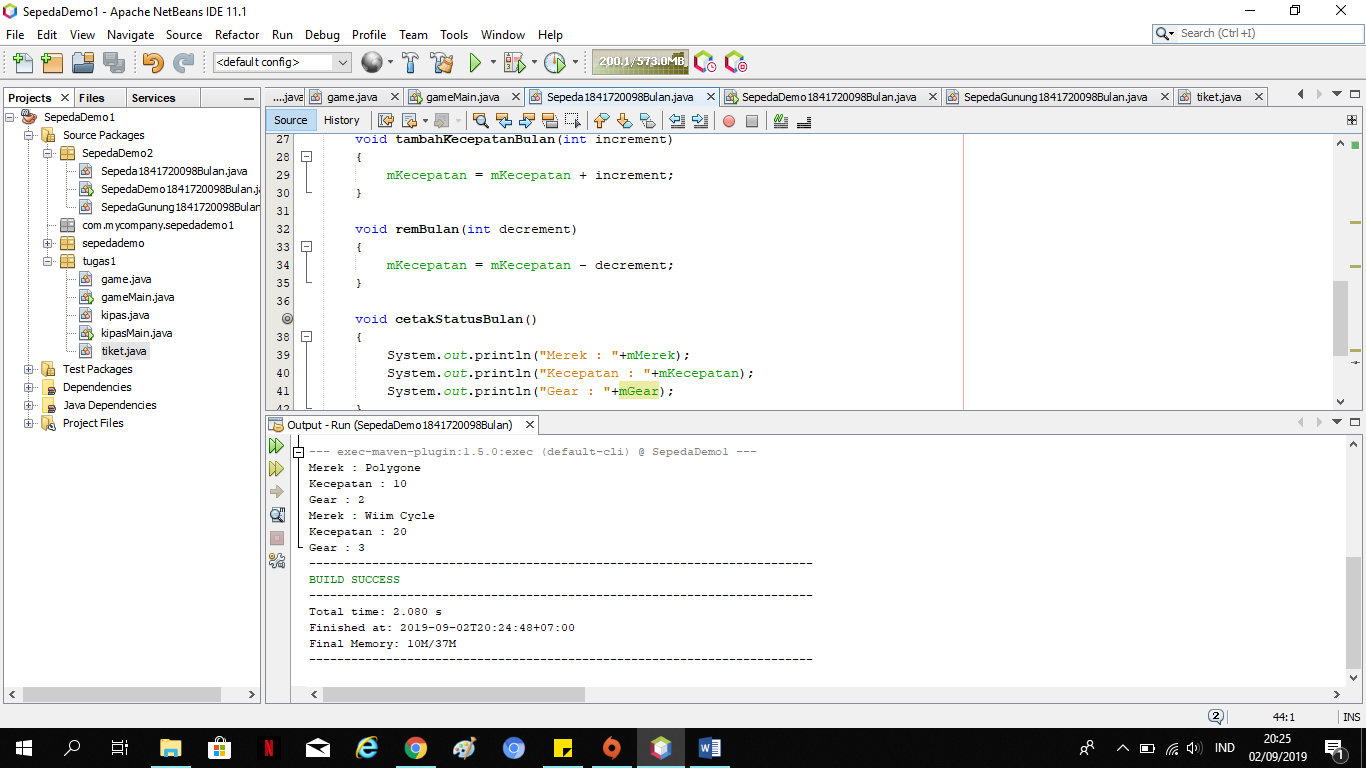 SepedaDemo1 - Apache NetBeans IDE 11.1
File Edit View Navigate Source Refactor Run Debug Profile Team Tools Window Help
Search (Ctrl+I)
<default config>
200.1/573.0MB
Projects Files Services
SepedaDemo1
Source Packages
SepedaDemo2
Sepeda1841720098Bulan.java
SepedaDemo1841720098Bulan.ja
SepedaGunung1841720098Bulan
com.mycompany.sepedademo1
sepedademo
tugas1
game.java
gameMain.java
kipas.java
kipasMain.java
tiket.java
Test Packages
Dependencies
Java Dependencies
Project Files
....java game.java gameMain.java Sepeda1841720098Bulan.java SepedaDemo1841720098Bulan.java SepedaGunung1841720098Bulan.java tiket.java
Source History
27 void tambahKecepatanBulan(int increment)
28 {
29 mKecepatan = mKecepatan + increment;
30 }
31
32 void remBulan(int decrement)
33 {
34 mKecepatan = mKecepatan - decrement;
35 }
36
void cetakStatusBulan()
38 {
39 System.out.println("Merek : "+mMerek);
40 System.out.println("Kecepatan : "+mKecepatan);
41 System.out.println("Gear : "+mGear);
42 }
Output - Run (SepedaDemo1841720098Bulan)
--- exec-maven-plugin:1.5.0:exec (default-cli) @ SepedaDemo1 ---
Merek : Polygone
Kecepatan : 10
Gear : 2
Merek : Wiim Cycle
Kecepatan : 20
Gear : 3
------------------------------------------------------------------------
BUILD SUCCESS
------------------------------------------------------------------------
Total time: 2.080 s
Finished at: 2019-09-02T20:24:48+07:00
Final Memory: 10M/37M
------------------------------------------------------------------------
2 44:1 INS
IND
20:25
02/09/2019
1